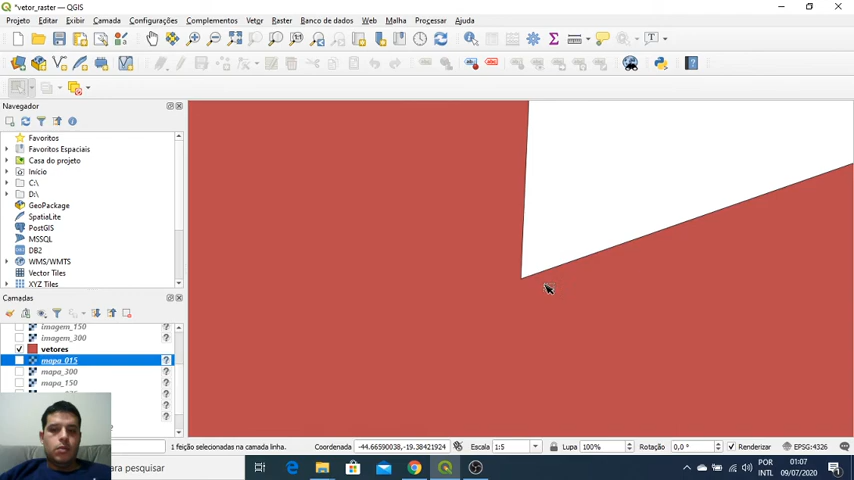 *vetor_raster — QGIS
Projeto Editar Exibir Camada Configurações Complementos Vetor Raster Banco de dados Web Malha Processar Ajuda
Navegador
Favoritos
Favoritos Espaciais
Casa do projeto
Início
C:\
D:\
GeoPackage
SpatiaLite
PostGIS
MSSQL
DB2
WMS/WMTS
Vector Tiles
XYZ Tiles
Camadas
imagem_150
imagem_300
vetores
mapa_015
mapa_300
mapa_150
1 feição selecionadas na camada linha.
Coordenada -44.66590038,-19.38421924
Escala 1:5
Lupa 100%
Rotação 0,0 °
Renderizar
EPSG:4326
para pesquisar
POR
INTL
01:07
09/07/2020